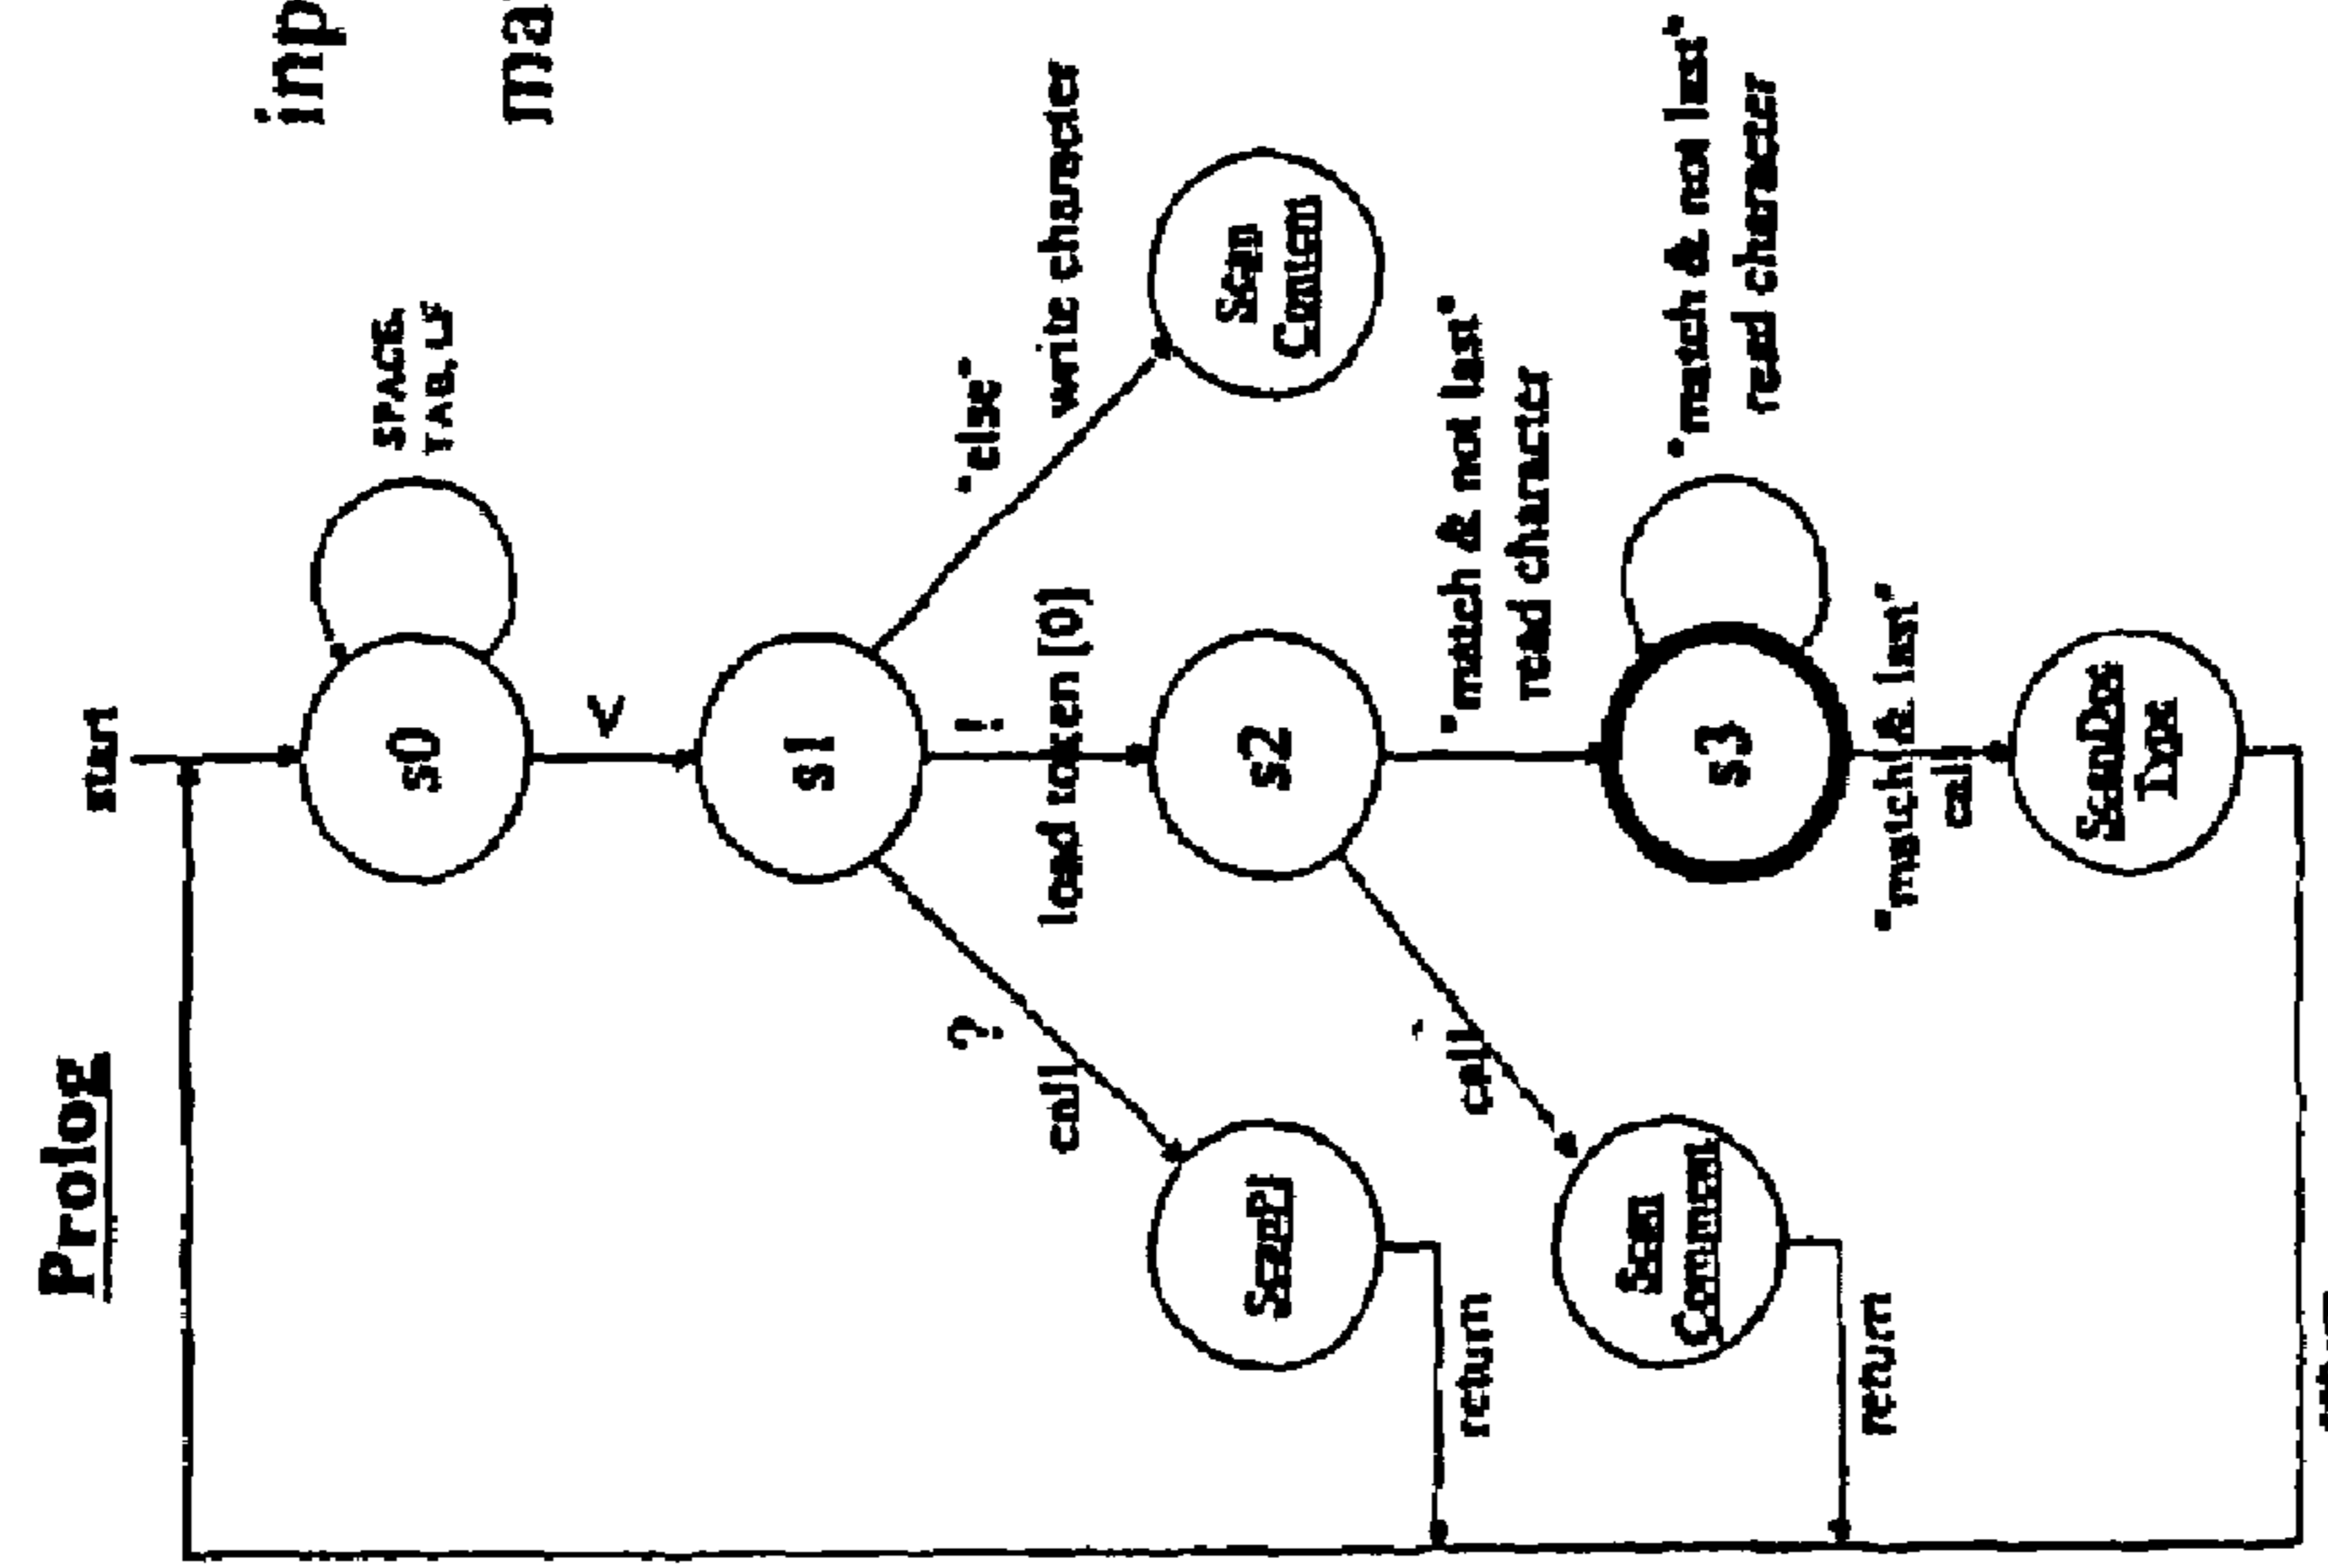 Prolog
start
inp
SPACE,
TAB, LF
s0
ma
<
s1
?
!
"else"
call
load token [0]
write character
ScanPI
s2
Scan
Content
call
"match & not last"
return
read character
Scan
Comment
s3
"match & not last"
read character
return
"match & last"
call
ScanDoc
Type